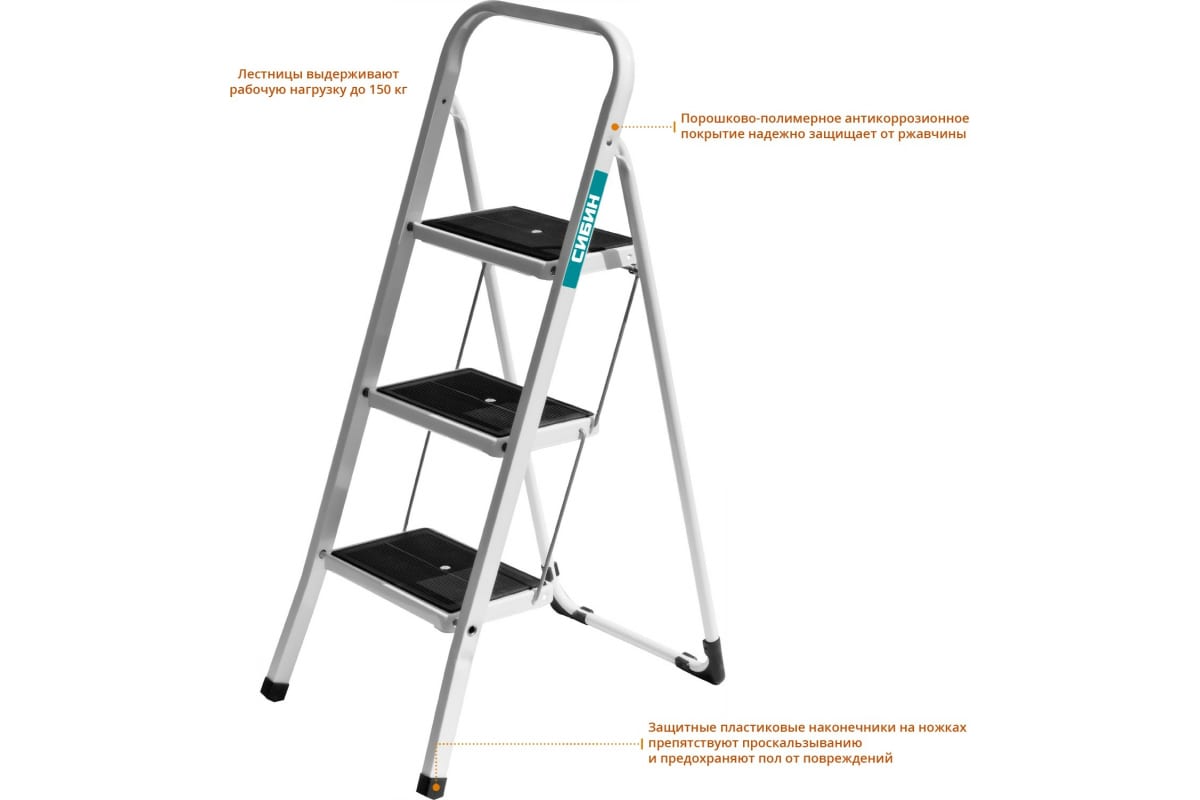 Лестницы выдерживают
рабочую нагрузку до 150 кг
Порошково-полимерное антикоррозионное
покрытие надежно защищает от ржавчины
СИБИН
Защитные пластиковые наконечники на ножках
препятствуют проскальзыванию
и предохраняют пол от повреждений